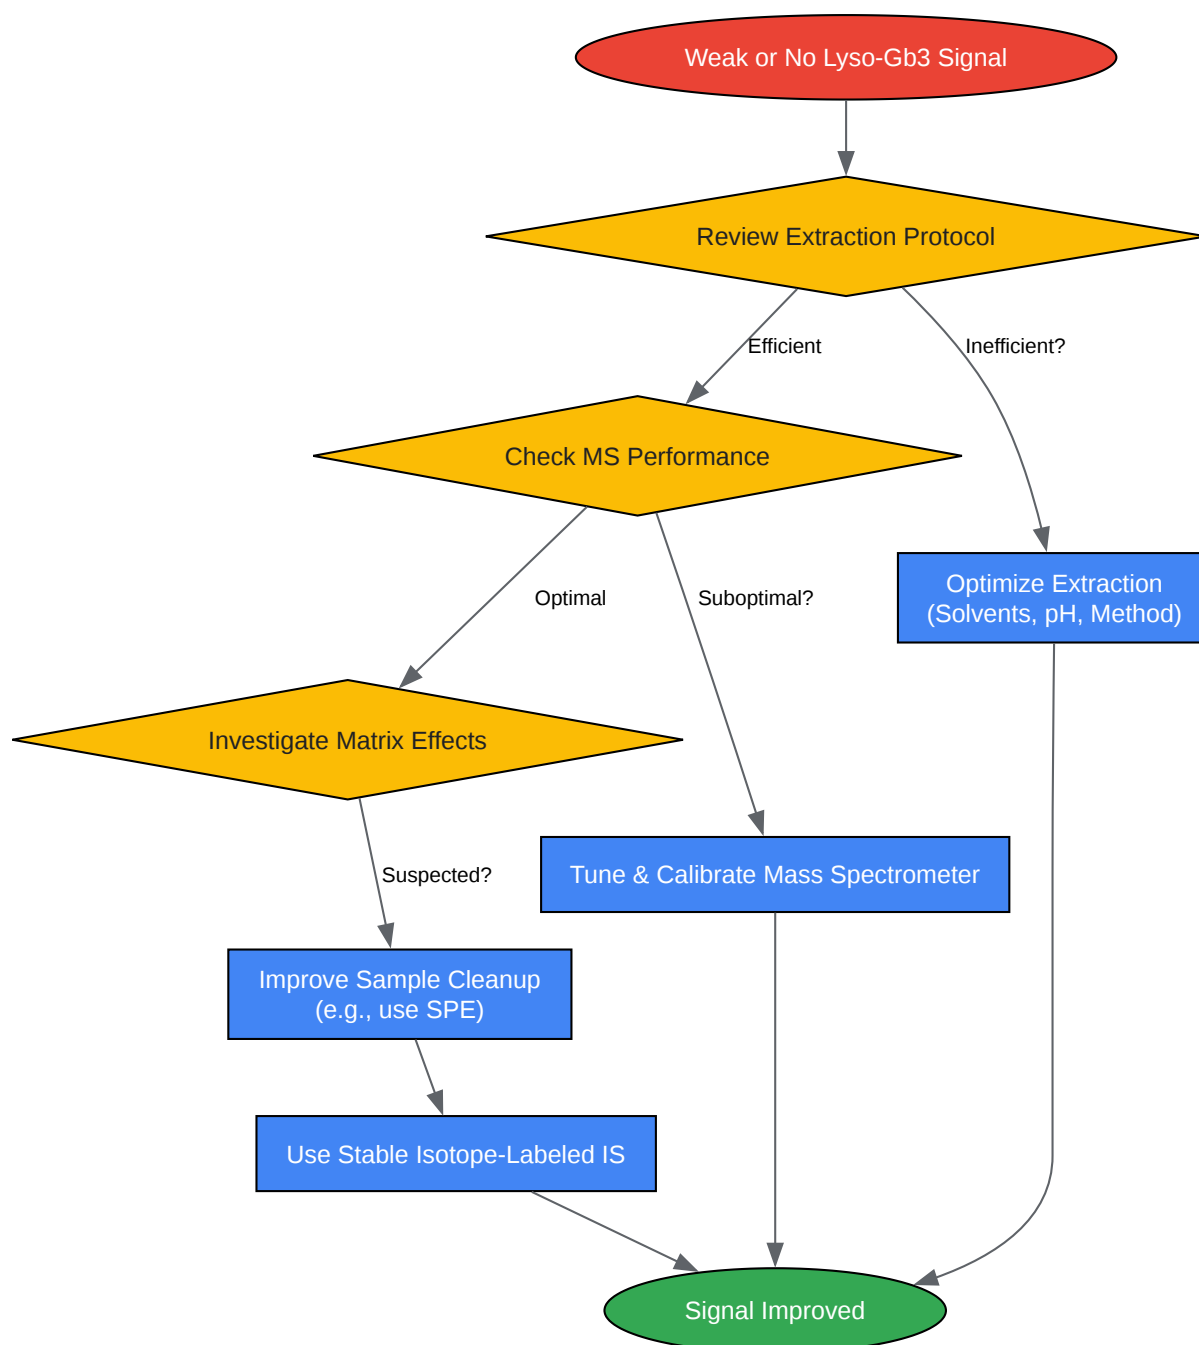 Weak or No Lyso-Gb3 Signal
Review Extraction Protocol
Efficient
Inefficient?
Check MS Performance
Optimal
Suboptimal?
Optimize Extraction
(Solvents, pH, Method)
Investigate Matrix Effects
Suspected?
Tune & Calibrate Mass Spectrometer
Improve Sample Cleanup
(e.g., use SPE)
Use Stable Isotope-Labeled IS
Signal Improved